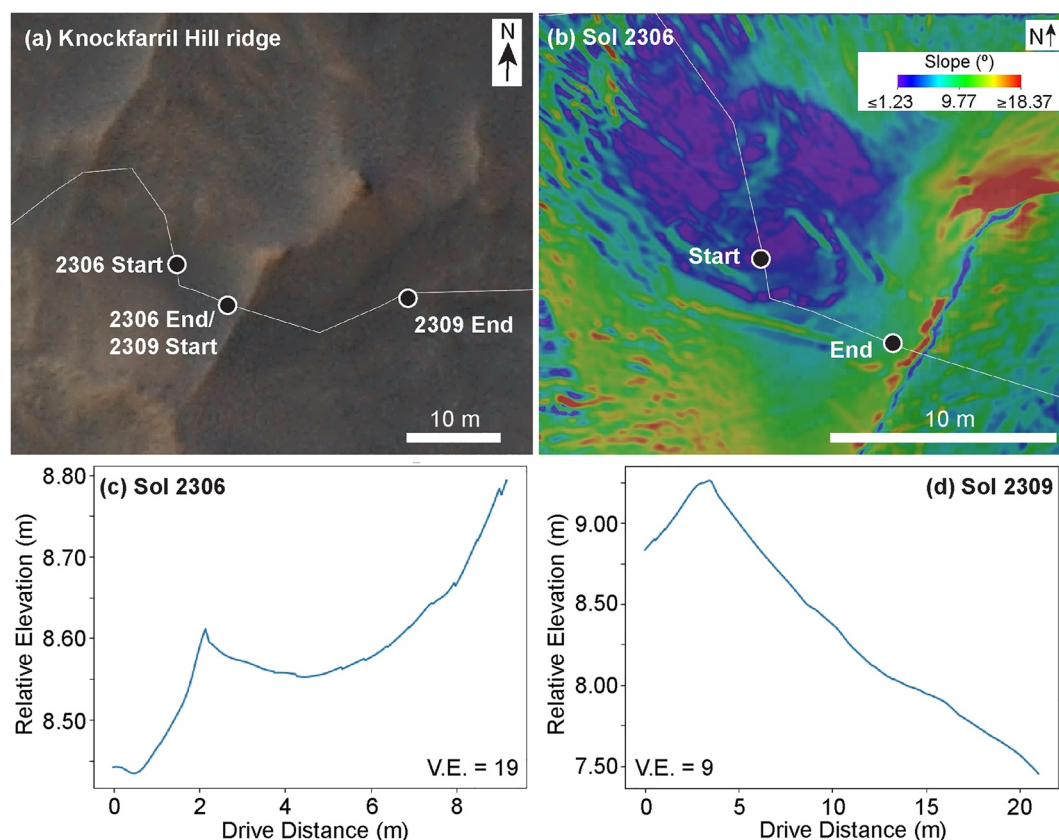 (a) Knockfarril Hill ridge
N
2306 Start
2306 End/
2309 Start
2309 End
10 m
(b) Sol 2306
N
Slope (º)
≤1.23 9.77 ≥18.37
Start
End
10 m
(c) Sol 2306
Relative Elevation (m)
8.80
8.70
8.60
8.50
V.E. = 19
0 2 4 6 8
Drive Distance (m)
(d) Sol 2309
Relative Elevation (m)
9.00
8.50
8.00
7.50
V.E. = 9
0 5 10 15 20
Drive Distance (m)